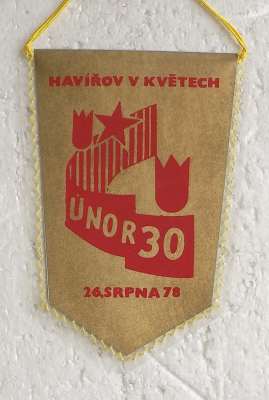 HAVÍŘOV V KVĚTECH
ÚNOR 30
26. SRPNA 78